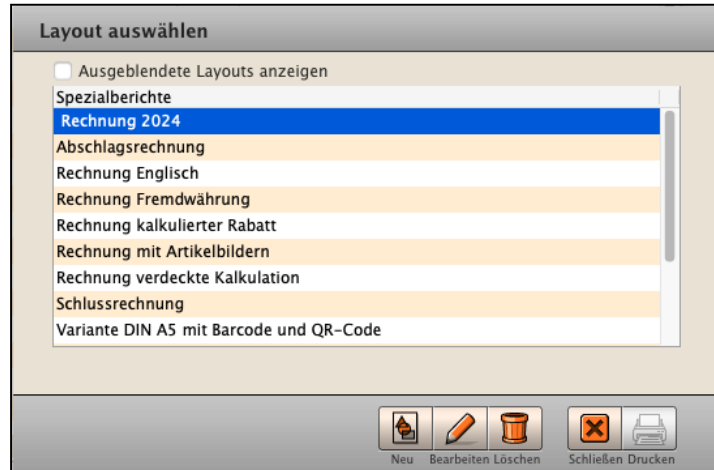 Layout auswählen
Ausgeblendete Layouts anzeigen
Spezialberichte
Rechnung 2024
Abschlagsrechnung
Rechnung Englisch
Rechnung Fremdwährung
Rechnung kalkulierter Rabatt
Rechnung mit Artikelbildern
Rechnung verdeckte Kalkulation
Schlussrechnung
Variante DIN A5 mit Barcode und QR-Code
Neu Bearbeiten Löschen Schließen Drucken